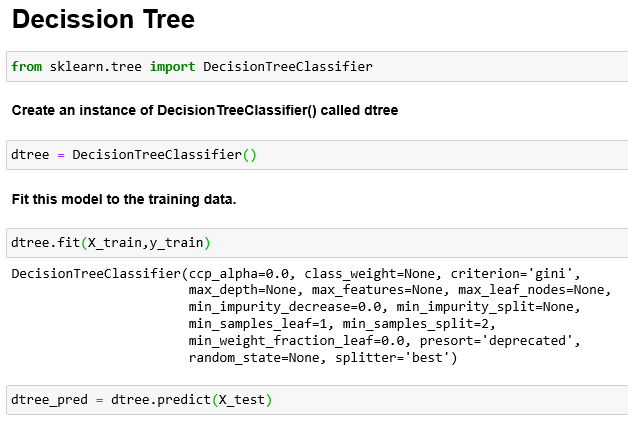 Decission Tree
from sklearn.tree import DecisionTreeClassifier
Create an instance of DecisionTreeClassifier() called dtree
dtree = DecisionTreeClassifier()
Fit this model to the training data.
dtree.fit(X_train,y_train)
DecisionTreeClassifier(ccp_alpha=0.0, class_weight=None, criterion='gini',
max_depth=None, max_features=None, max_leaf_nodes=None,
min_impurity_decrease=0.0, min_impurity_split=None,
min_samples_leaf=1, min_samples_split=2,
min_weight_fraction_leaf=0.0, presort='deprecated',
random_state=None, splitter='best')
dtree_pred = dtree.predict(X_test)